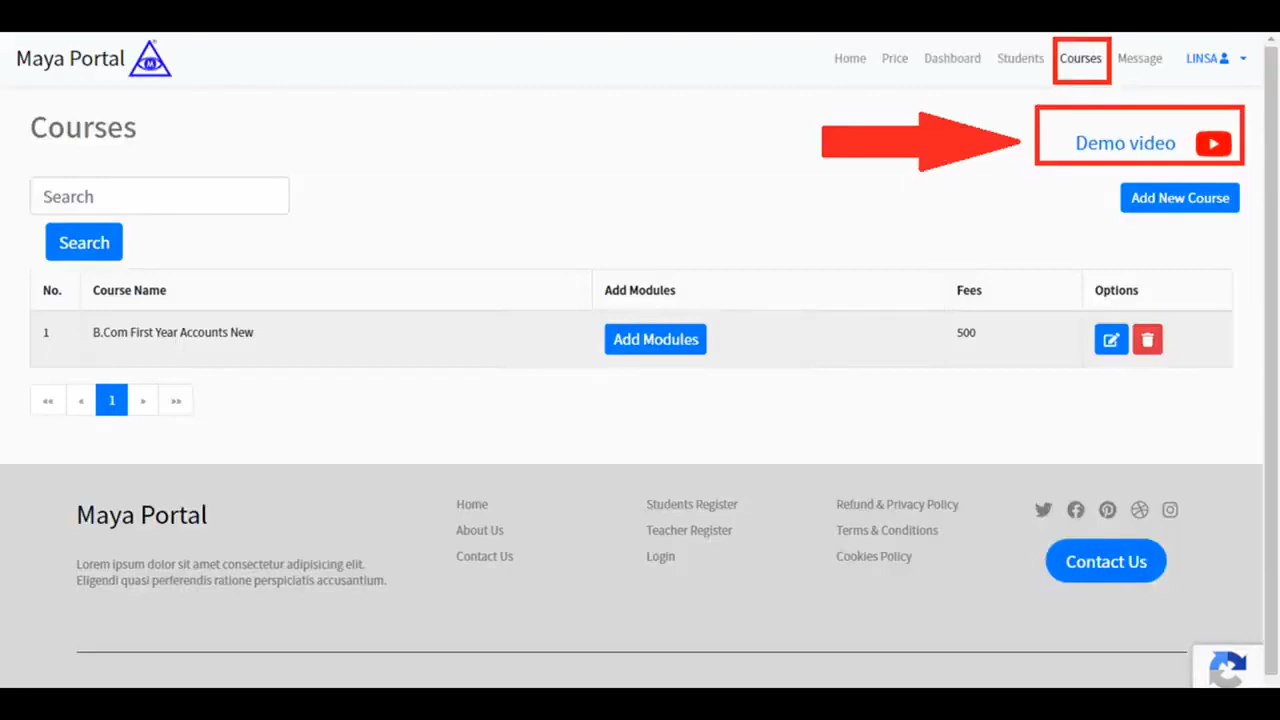 Maya Portal
Home Price Dashboard Students Courses Message LINSA
Courses
Demo video
Search
Add New Course
Search
No. Course Name Add Modules Fees Options
1 B.Com First Year Accounts New Add Modules 500
«« « 1 » »»
Maya Portal
Lorem ipsum dolor sit amet consectetur adipisicing elit.
Eligendi quasi perferendis ratione perspiciatis accusantium.
Home
About Us
Contact Us
Students Register
Teacher Register
Login
Refund & Privacy Policy
Terms & Conditions
Cookies Policy
Contact Us